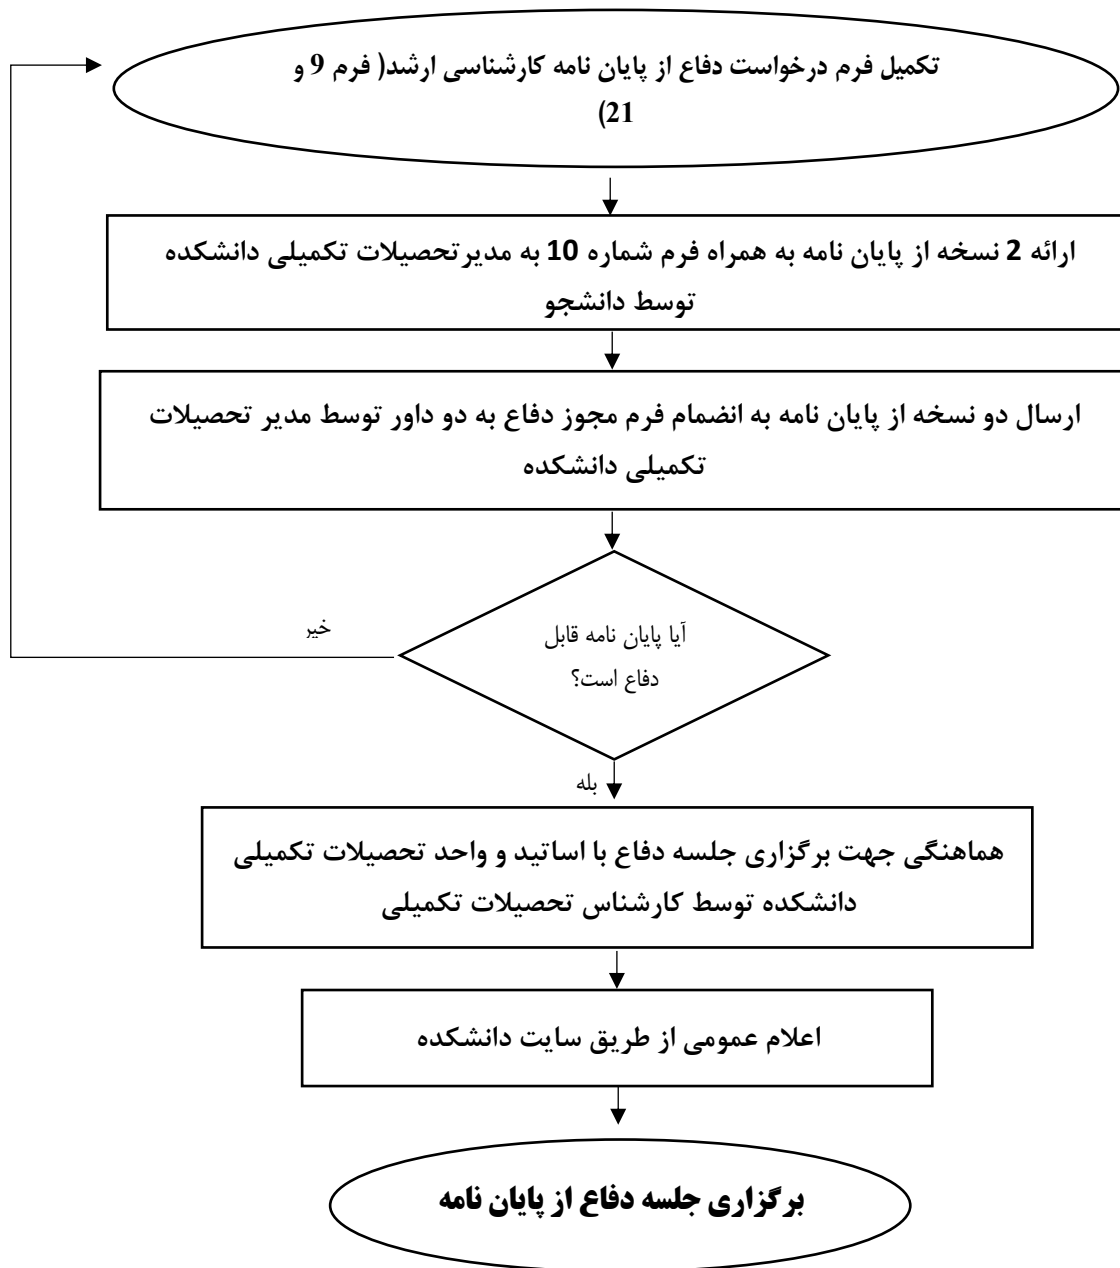 تکمیل فرم درخواست دفاع از پایان نامه کارشناسی ارشد( فرم 9 و
21)
ارائه 2 نسخه از پایان نامه به همراه فرم شماره 10 به مدیرتحصیلات تکمیلی دانشکده
توسط دانشجو
ارسال دو نسخه از پایان نامه به انضمام فرم مجوز دفاع به دو داور توسط مدیر تحصیلات
تکمیلی دانشکده
آیا پایان نامه قابل
دفاع است؟
خیر
بله
هماهنگی جهت برگزاری جلسه دفاع با اساتید و واحد تحصیلات تکمیلی
دانشکده توسط کارشناس تحصیلات تکمیلی
اعلام عمومی از طریق سایت دانشکده
برگزاری جلسه دفاع از پایان نامه